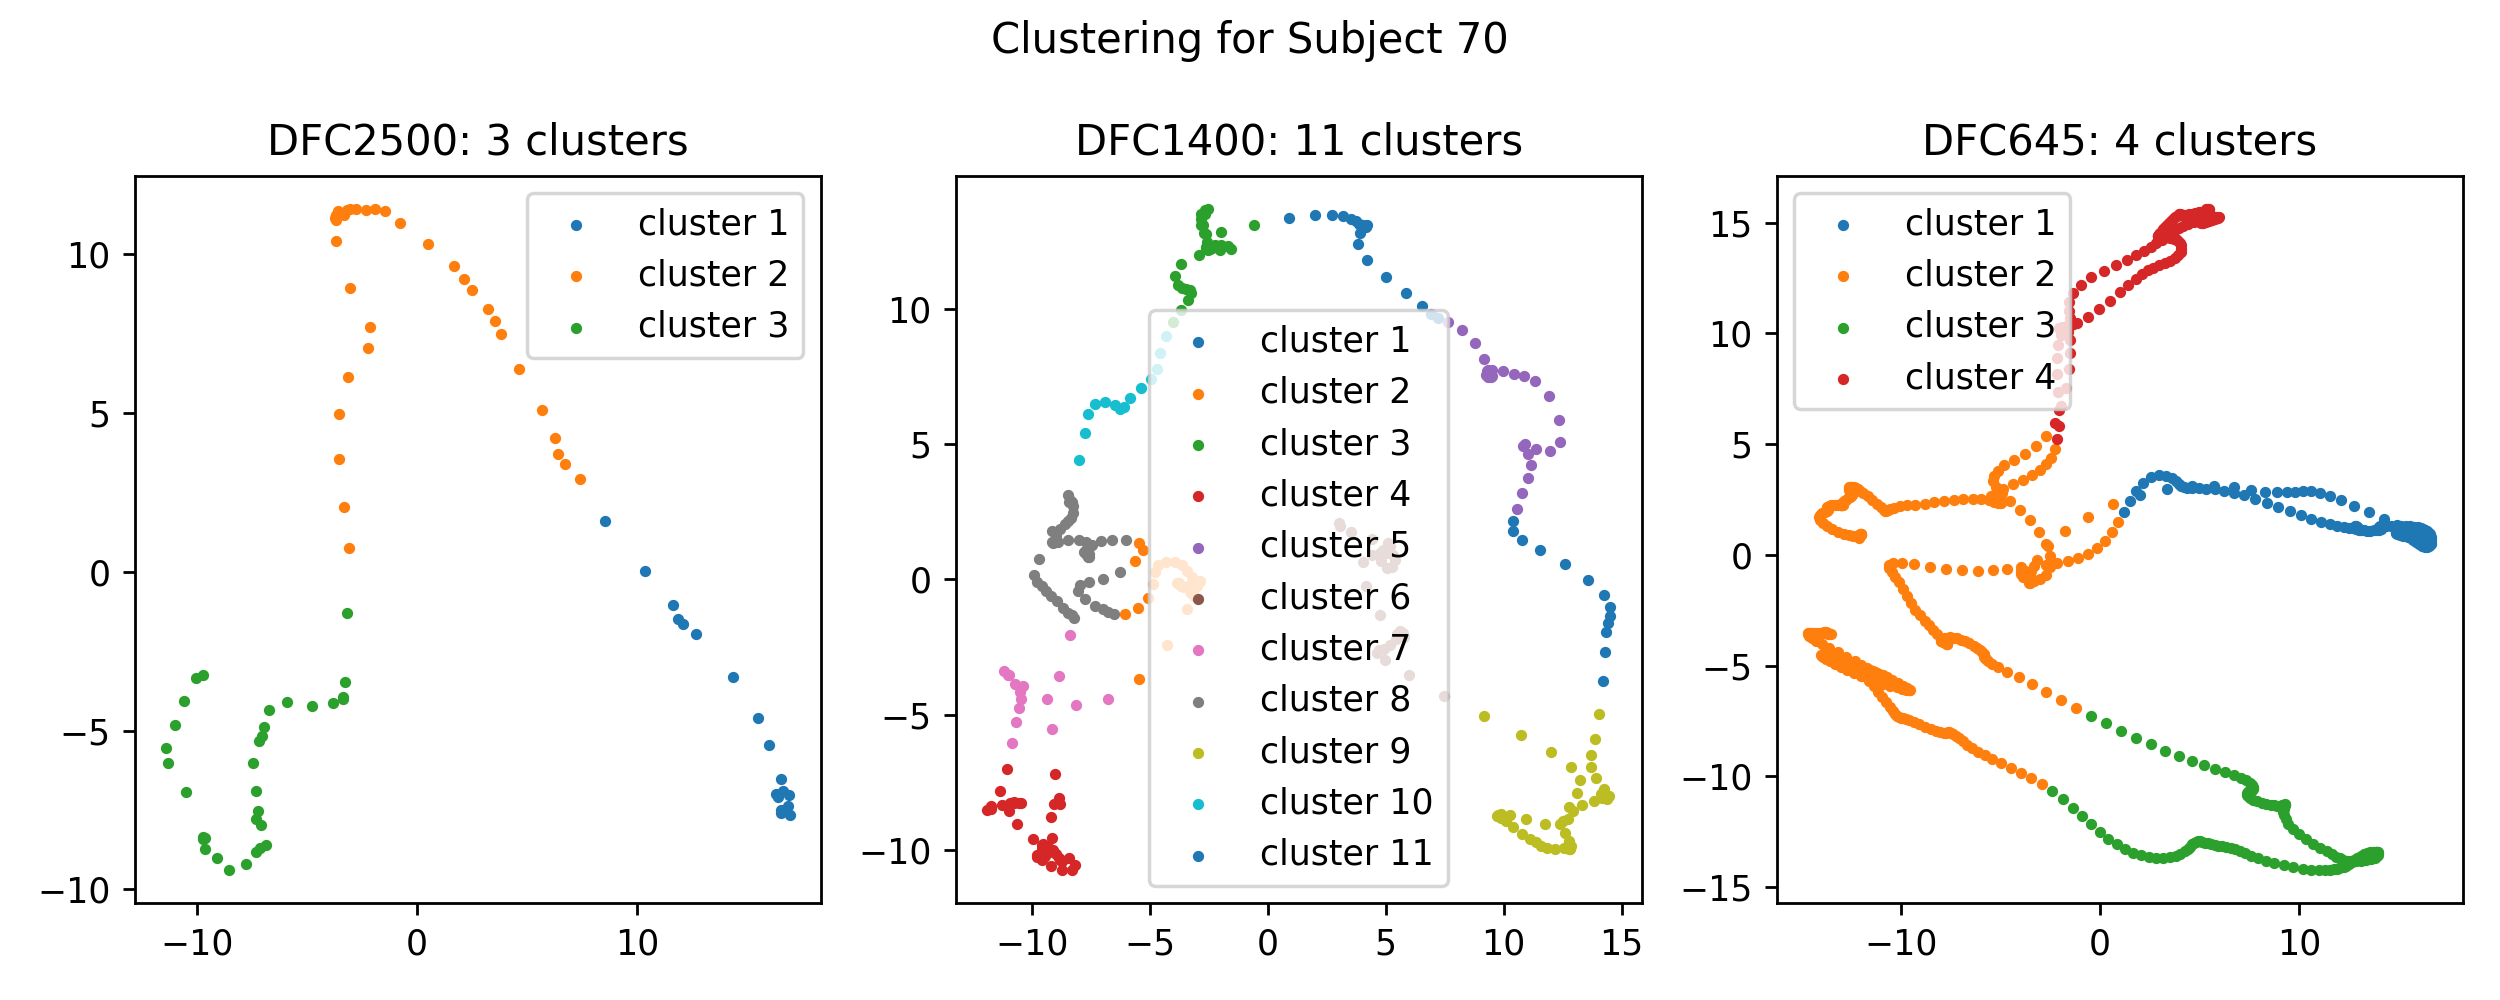 Clustering for Subject 70
DFC2500: 3 clusters
cluster 1
cluster 2
cluster 3
10
5
0
−5
−10
−10
0
10
DFC1400: 11 clusters
cluster 1
cluster 2
cluster 3
cluster 4
cluster 5
cluster 6
cluster 7
cluster 8
cluster 9
cluster 10
cluster 11
10
5
0
−5
−10
−10
−5
0
5
10
15
DFC645: 4 clusters
cluster 1
cluster 2
cluster 3
cluster 4
15
10
5
0
−5
−10
−15
−10
0
10